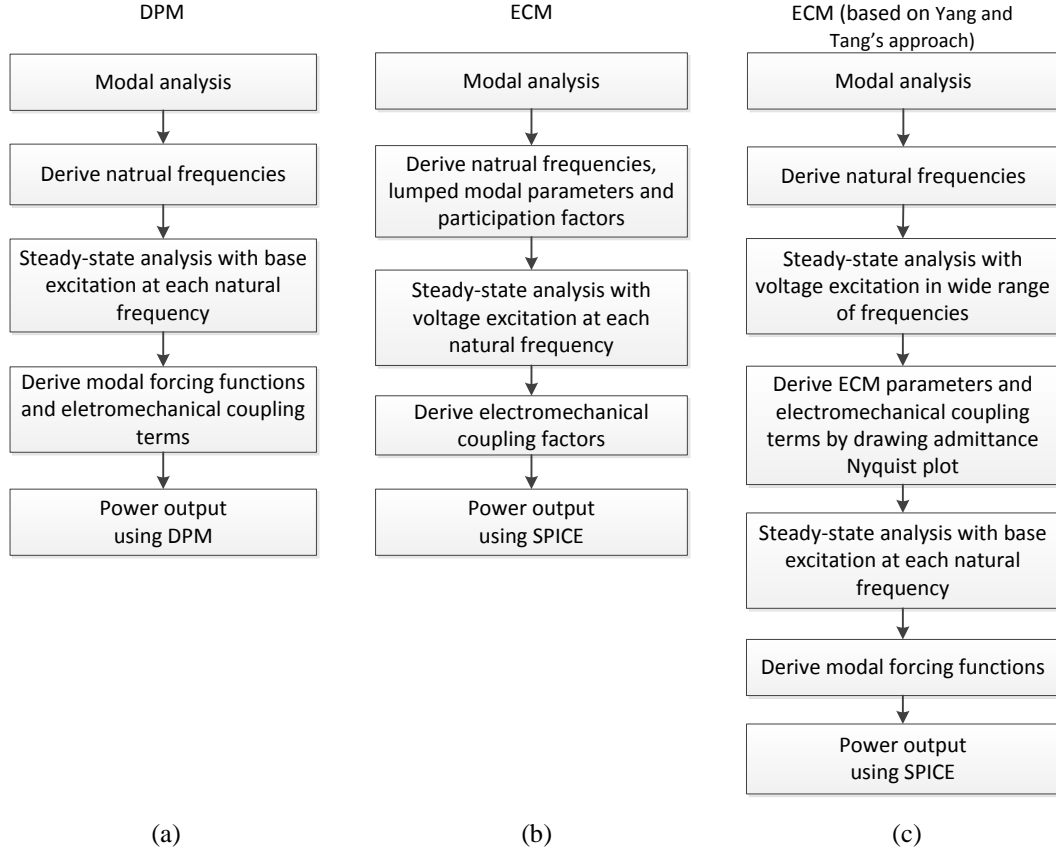 DPM
Modal analysis
Derive natrual frequencies
Steady-state analysis with base
excitation at each natural
frequency
Derive modal forcing functions
and eletromechanical coupling
terms
Power output
using DPM
(a)
ECM
Modal analysis
Derive natrual frequencies,
lumped modal parameters and
participation factors
Steady-state analysis with
voltage excitation at each
natural frequency
Derive electromechanical
coupling factors
Power output
using SPICE
(b)
ECM (based on Yang and
Tang’s approach)
Modal analysis
Derive natural frequencies
Steady-state analysis with
voltage excitation in wide range
of frequencies
Derive ECM parameters and
electromechanical coupling
terms by drawing admittance
Nyquist plot
Steady-state analysis with base
excitation at each natural
frequency
Derive modal forcing functions
Power output
using SPICE
(c)